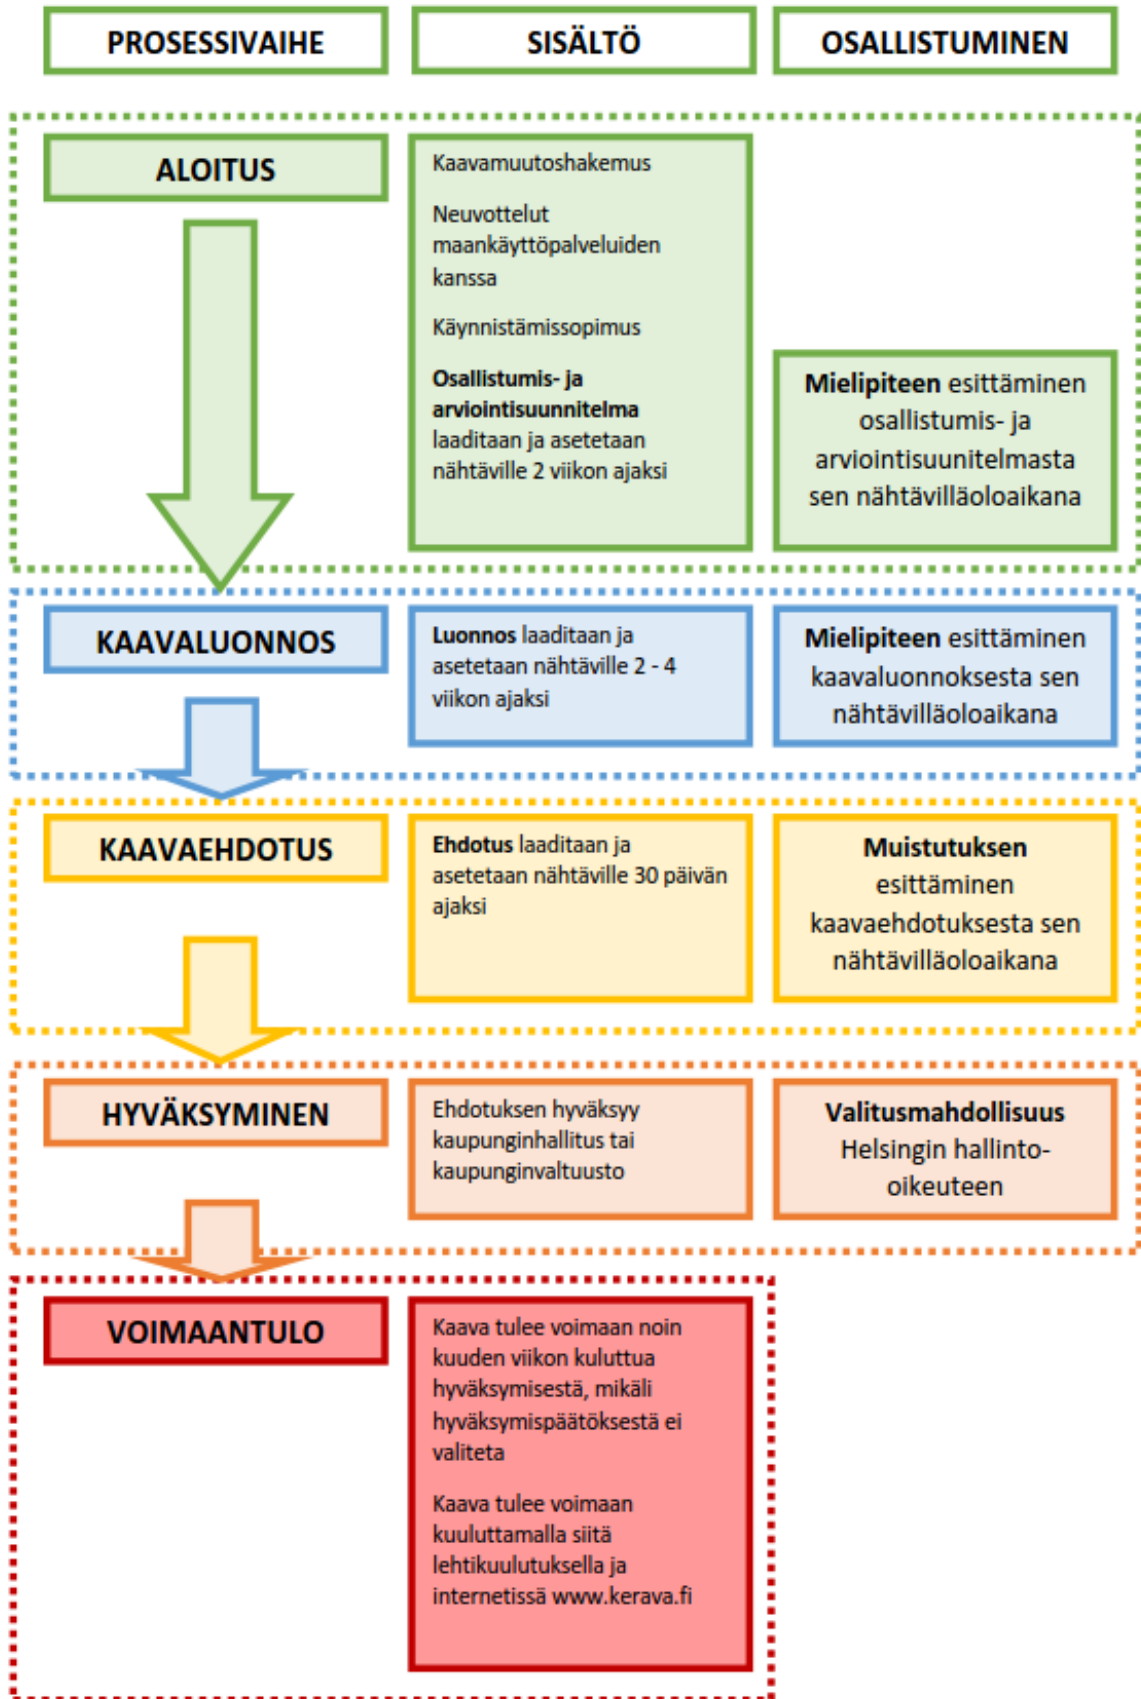 PROSESSIVAIHE
SISÄLTÖ
OSALLISTUMINEN
ALOITUS
Kaavamuutoshakemus
Neuvottelut
maankäyttöpalveluiden
kanssa
Käynnistämissopimus
Osallistumis- ja
arviointisuunnitelma
laaditaan ja asetetaan
nähtäville 2 viikon ajaksi
Mielipiteen esittäminen
osallistumis- ja
arviointisuunitelmasta
sen nähtävilläoloaikana
KAAVALUONNOS
Luonnos laaditaan ja
asetetaan nähtäville 2 - 4
viikon ajaksi
Mielipiteen esittäminen
kaavaluonnoksesta sen
nähtävilläoloaikana
KAAVAEHDOTUS
Ehdotus laaditaan ja
asetetaan nähtäville 30 päivän
ajaksi
Muistutuksen
esittäminen
kaavaehdotuksesta sen
nähtävilläoloaikana
HYVÄKSYMINEN
Ehdotuksen hyväksyy
kaupunginhallitus tai
kaupunginvaltuusto
Valitusmahdollisuus
Helsingin hallinto-
oikeuteen
VOIMAANTULO
Kaava tulee voimaan noin
kuuden viikon kuluttua
hyväksymisestä, mikäli
hyväksymispäätöksestä ei
valiteta
Kaava tulee voimaan
kuuluttamalla siitä
lehtikuulutuksella ja
internetissä www.kerava.fi